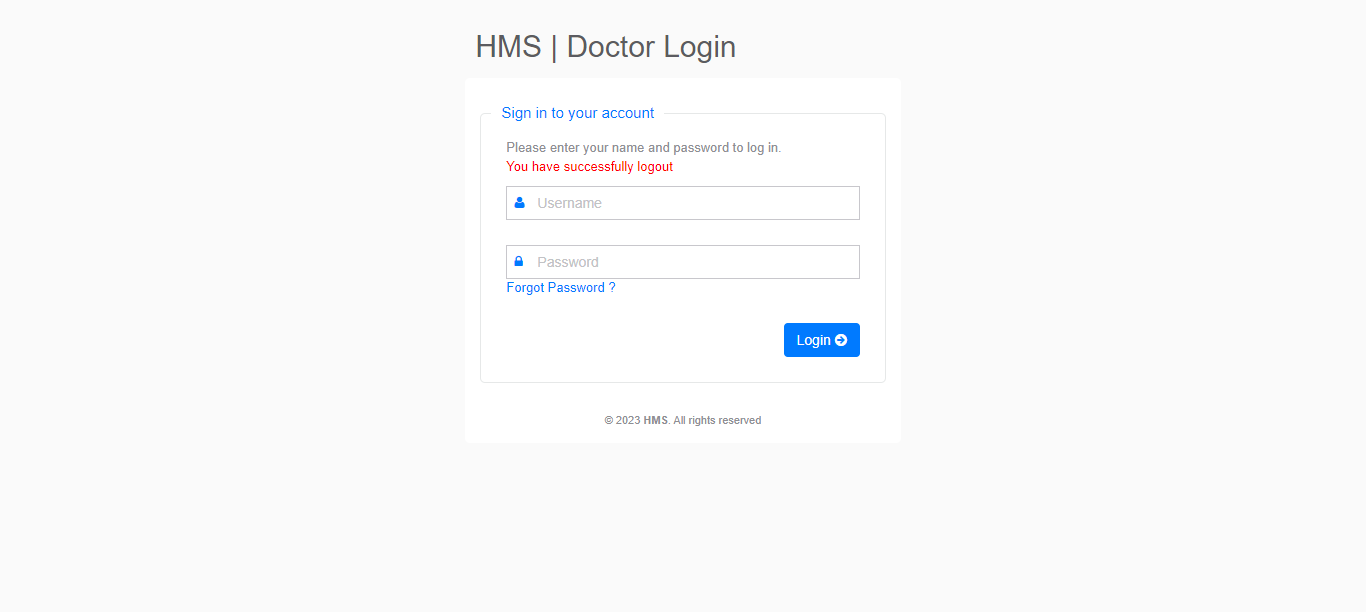 HMS | Doctor Login
Sign in to your account
Please enter your name and password to log in.
You have successfully logout
Username
Password
Forgot Password ?
Login
© 2023 HMS. All rights reserved